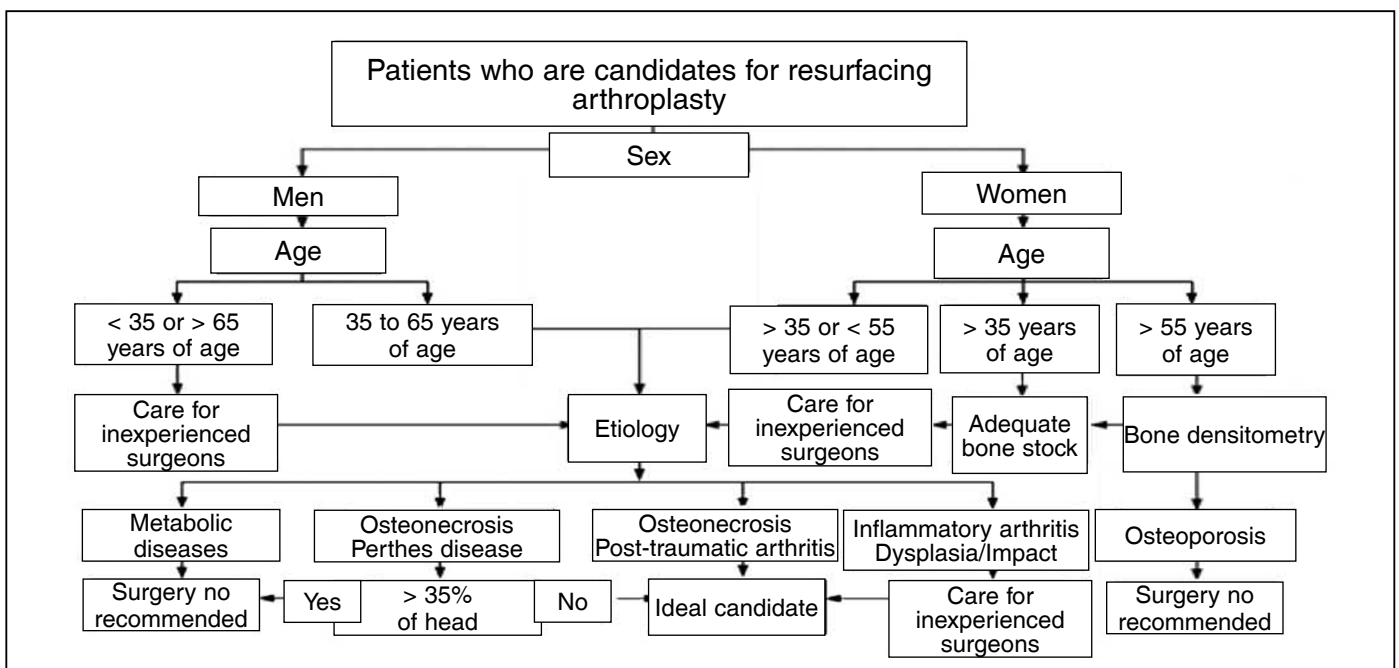 Patients who are candidates for resurfacing
arthroplasty
Sex
Men
Women
Age
Age
< 35 or > 65
years of age
35 to 65 years
of age
> 35 or < 55
years of age
> 35 years
of age
> 55 years
of age
Care for
inexperienced
surgeons
Etiology
Care for
inexperienced
surgeons
Adequate
bone stock
Bone densitometry
Metabolic
diseases
Osteonecrosis
Perthes disease
Osteonecrosis
Post-traumatic arthritis
Inflammatory arthritis
Dysplasia/Impact
Osteoporosis
Surgery no
recommended
Yes
> 35%
of head
No
Ideal candidate
Care for
inexperienced
surgeons
Surgery no
recommended